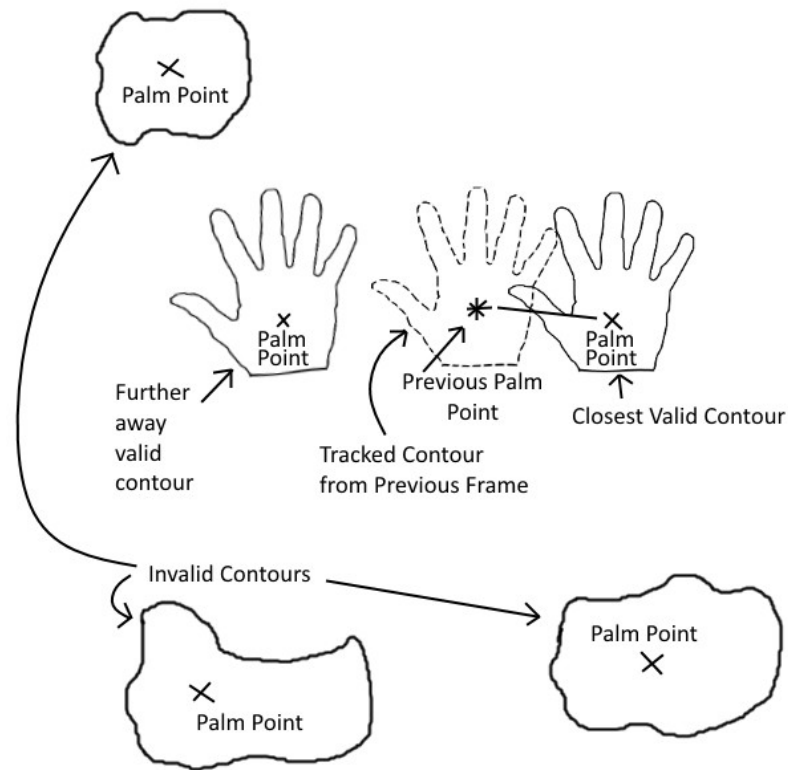 Palm Point
Palm
Point
Further
away
valid
contour
Previous Palm
Point
Tracked Contour
from Previous Frame
Palm
Point
Closest Valid Contour
Invalid Contours
Palm Point
Palm Point